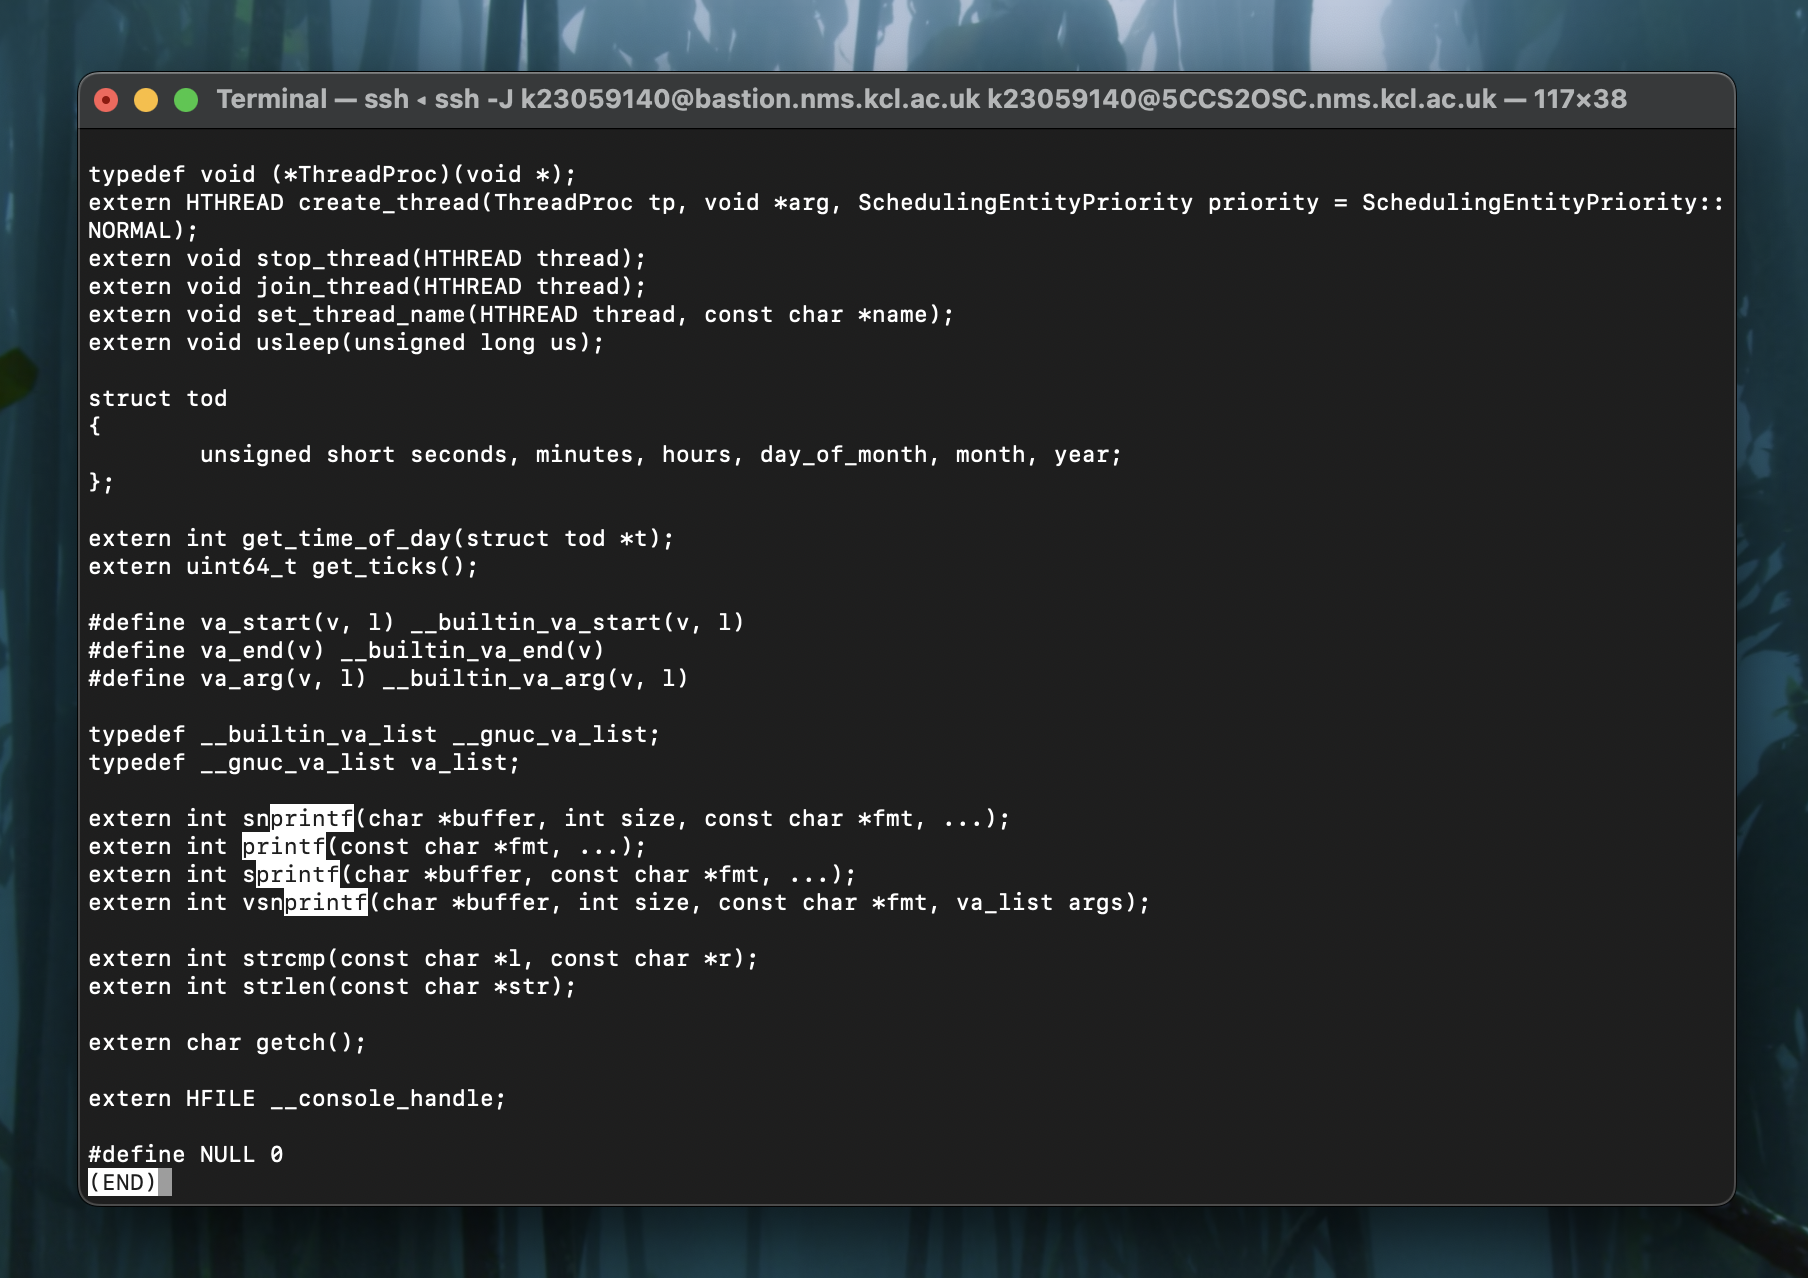 Terminal — ssh ◂ ssh -J k23059140@bastion.nms.kcl.ac.uk k23059140@5CCS2OSC.nms.kcl.ac.uk — 117×38
typedef void (*ThreadProc)(void *);
extern HTHREAD create_thread(ThreadProc tp, void *arg, SchedulingEntityPriority priority = SchedulingEntityPriority::
NORMAL);
extern void stop_thread(HTHREAD thread);
extern void join_thread(HTHREAD thread);
extern void set_thread_name(HTHREAD thread, const char *name);
extern void usleep(unsigned long us);
struct tod
{
        unsigned short seconds, minutes, hours, day_of_month, month, year;
};
extern int get_time_of_day(struct tod *t);
extern uint64_t get_ticks();
#define va_start(v, l) __builtin_va_start(v, l)
#define va_end(v) __builtin_va_end(v)
#define va_arg(v, l) __builtin_va_arg(v, l)
typedef __builtin_va_list __gnuc_va_list;
typedef __gnuc_va_list va_list;
extern int snprintf(char *buffer, int size, const char *fmt, ...);
extern int printf(const char *fmt, ...);
extern int sprintf(char *buffer, const char *fmt, ...);
extern int vsnprintf(char *buffer, int size, const char *fmt, va_list args);
extern int strcmp(const char *l, const char *r);
extern int strlen(const char *str);
extern char getch();
extern HFILE __console_handle;
#define NULL 0
(END)